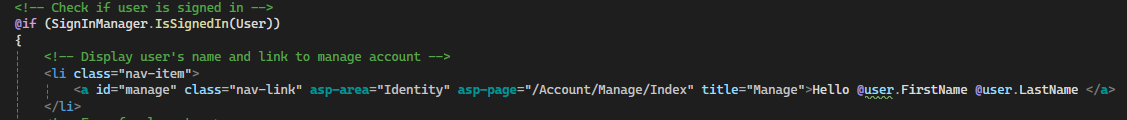 <!-- Check if user is signed in -->
@if (SignInManager.IsSignedIn(User))
{
<!-- Display user's name and link to manage account -->
<li class="nav-item">
<a id="manage" class="nav-link" asp-area="Identity" asp-page="/Account/Manage/Index" title="Manage">Hello @user.FirstName @user.LastName </a>
</li>